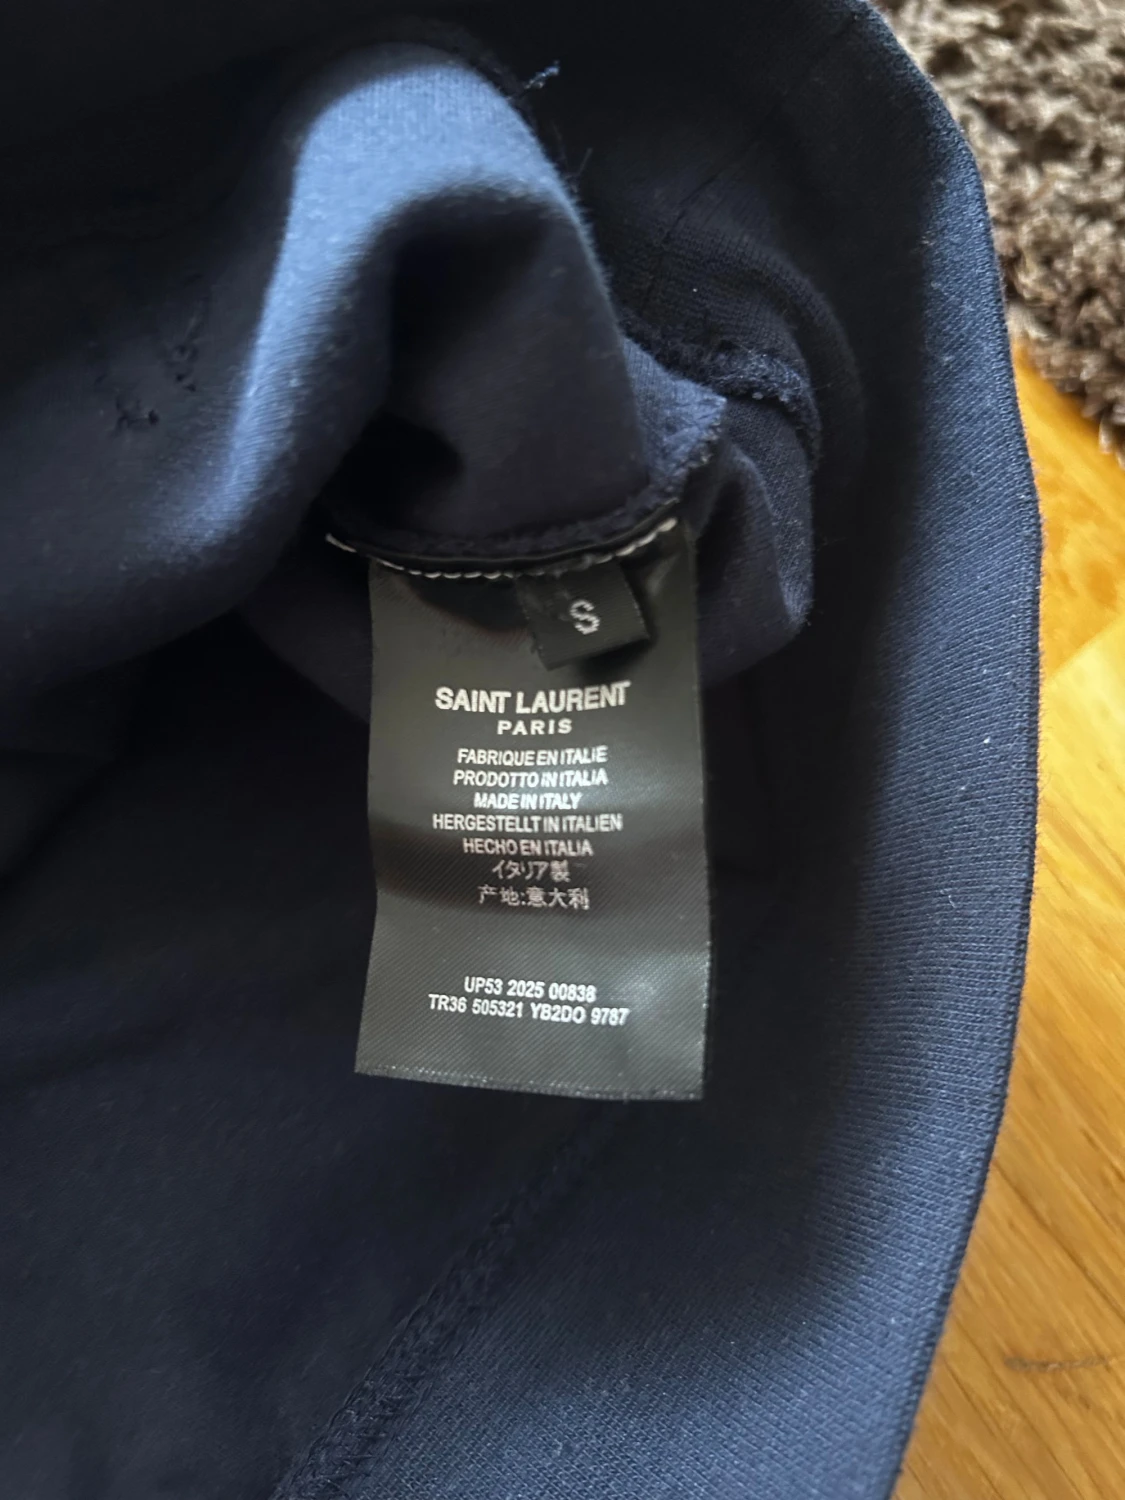 S
SAINT LAURENT
PARIS
FABRIQUE EN ITALIE
PRODOTTO IN ITALIA
MADE IN ITALY
HERGESTELLT IN ITALIEN
HECHO EN ITALIA
イタリア製
产地:意大利
UP53 2025 00838
TR36 505321 YB2DO 9787